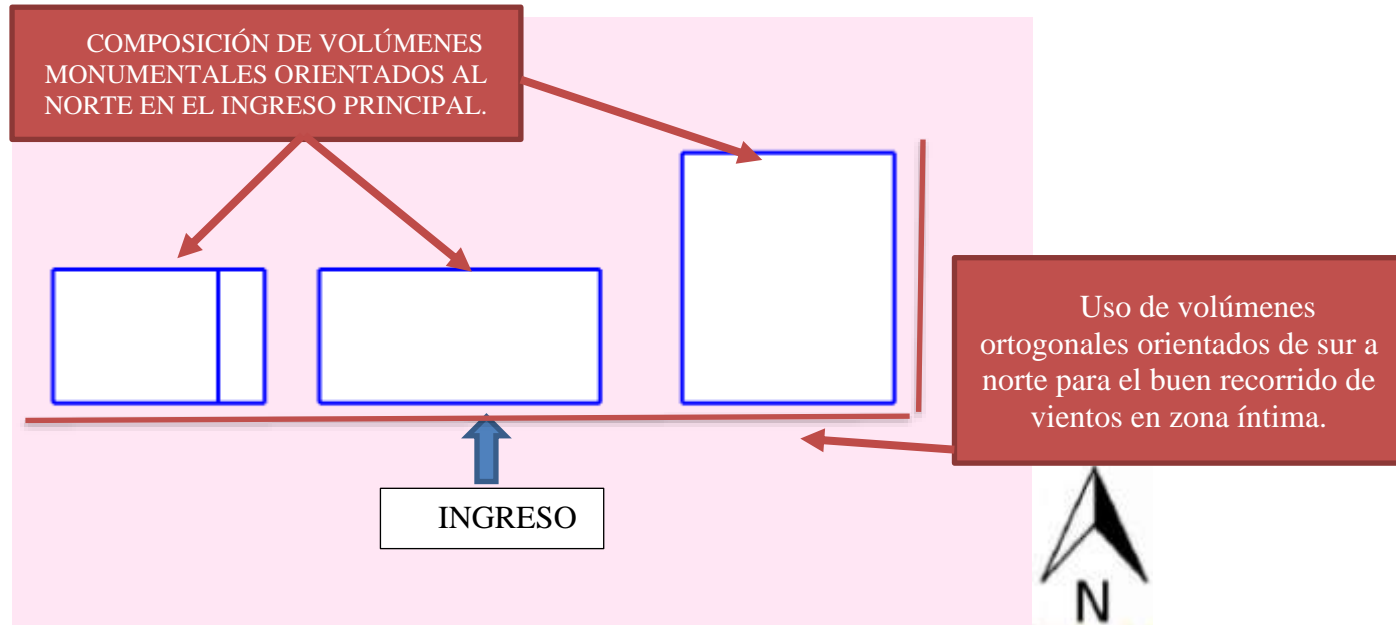 COMPOSICIÓN DE VOLÚMENES
MONUMENTALES ORIENTADOS AL
NORTE EN EL INGRESO PRINCIPAL.
Uso de volúmenes
ortogonales orientados de sur a
norte para el buen recorrido de
vientos en zona íntima.
INGRESO
N